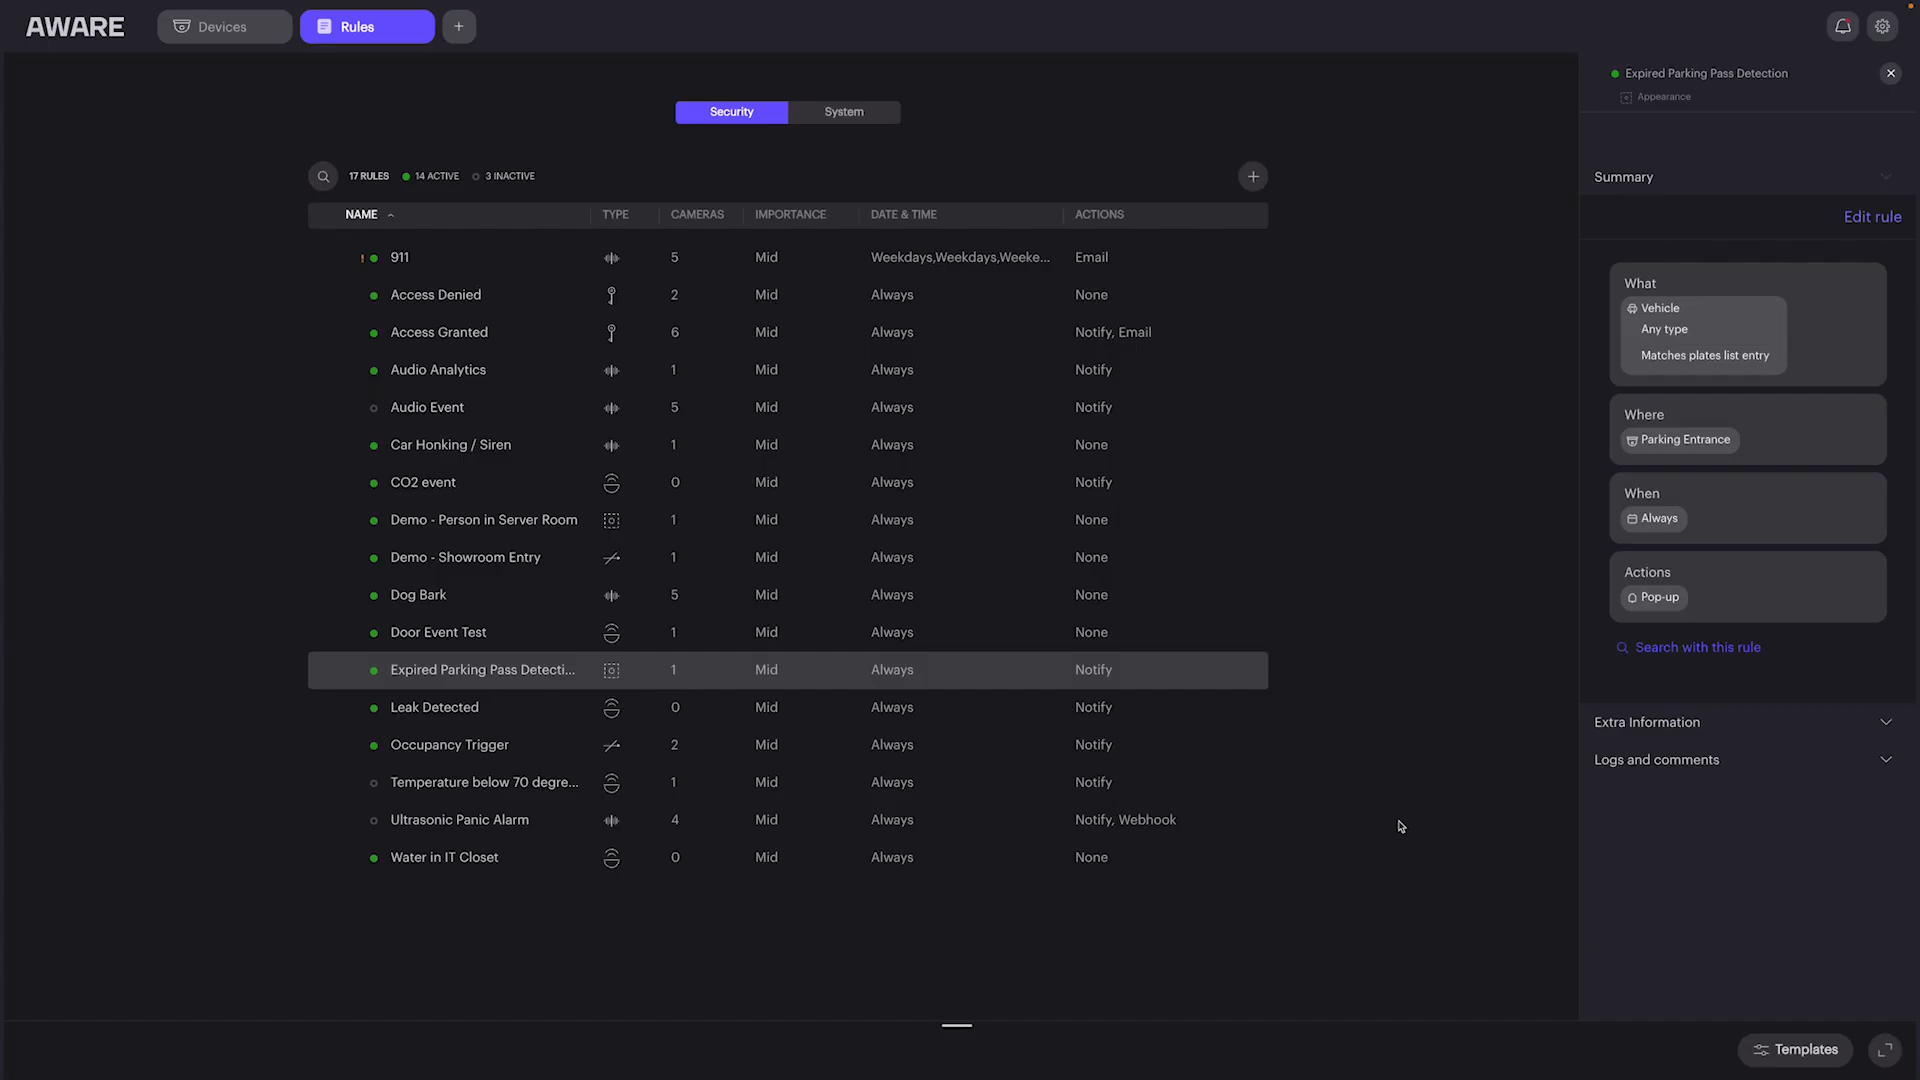 AWARE
Devices
Rules
+
Expired Parking Pass Detection
Appearance
Security
System
17 RULES
14 ACTIVE
3 INACTIVE
Summary
Edit rule
NAME
TYPE
CAMERAS
IMPORTANCE
DATE & TIME
ACTIONS
! 911 5 Mid Weekdays,Weekdays,Weeke... Email
Access Denied 2 Mid Always None
Access Granted 6 Mid Always Notify, Email
Audio Analytics 1 Mid Always Notify
Audio Event 5 Mid Always Notify
Car Honking / Siren 1 Mid Always None
CO2 event 0 Mid Always Notify
Demo - Person in Server Room 1 Mid Always None
Demo - Showroom Entry 1 Mid Always None
Dog Bark 5 Mid Always None
Door Event Test 1 Mid Always None
Expired Parking Pass Detecti... 1 Mid Always Notify
Leak Detected 0 Mid Always Notify
Occupancy Trigger 2 Mid Always Notify
Temperature below 70 degre... 1 Mid Always Notify
Ultrasonic Panic Alarm 4 Mid Always Notify, Webhook
Water in IT Closet 0 Mid Always None
What
Vehicle
Any type
Matches plates list entry
Where
Parking Entrance
When
Always
Actions
Pop-up
Search with this rule
Extra Information
Logs and comments
Templates